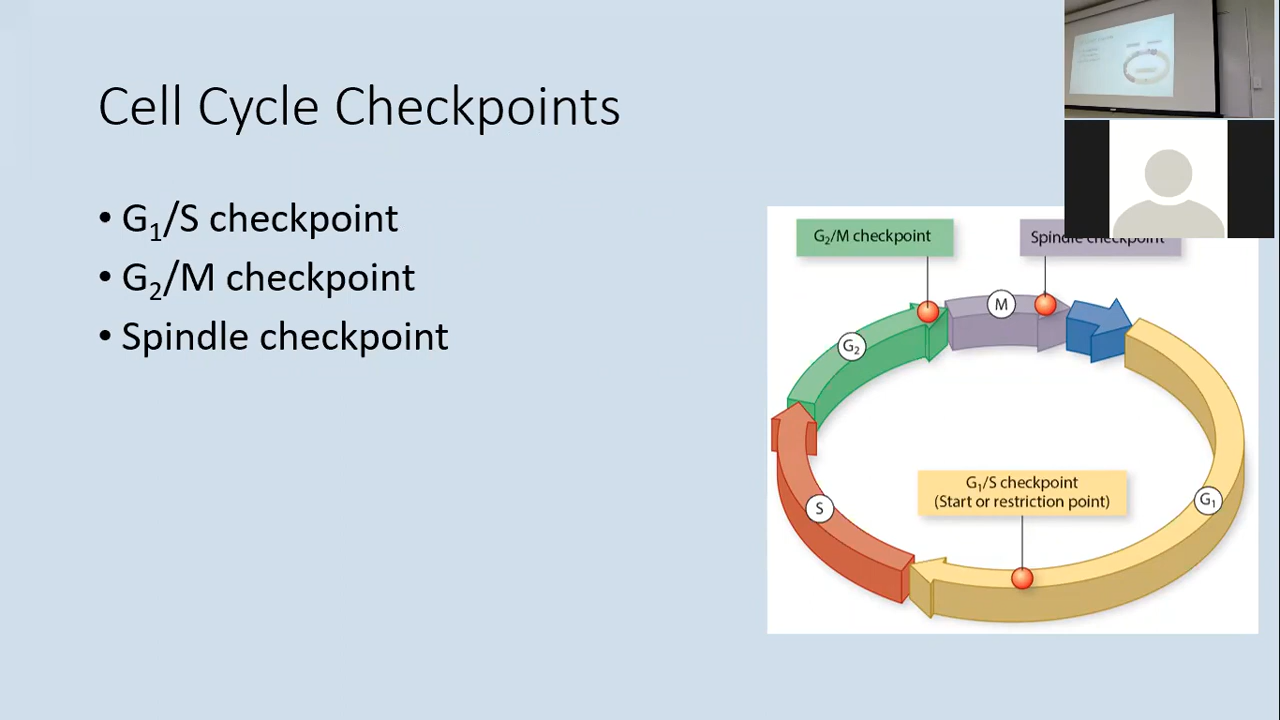 Cell Cycle Checkpoints
• G₁/S checkpoint
• G₂/M checkpoint
• Spindle checkpoint
G₂/M checkpoint
Spindle checkpoint
M
G₂
S
G₁
G₁/S checkpoint
(Start or restriction point)